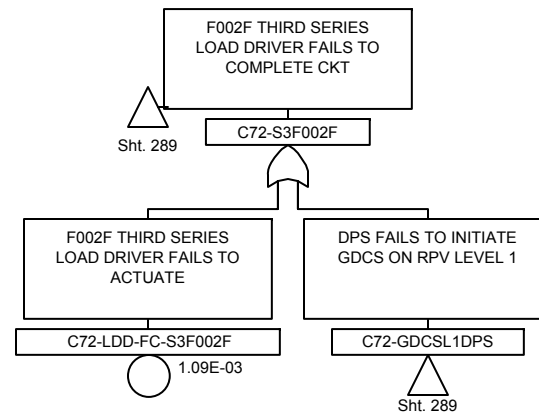 F002F THIRD SERIES
LOAD DRIVER FAILS TO
COMPLETE CKT
Sht. 289
C72-S3F002F
F002F THIRD SERIES
LOAD DRIVER FAILS TO
ACTUATE
C72-LDD-FC-S3F002F
1.09E-03
DPS FAILS TO INITIATE
GDCS ON RPV LEVEL 1
C72-GDCSL1DPS
Sht. 289